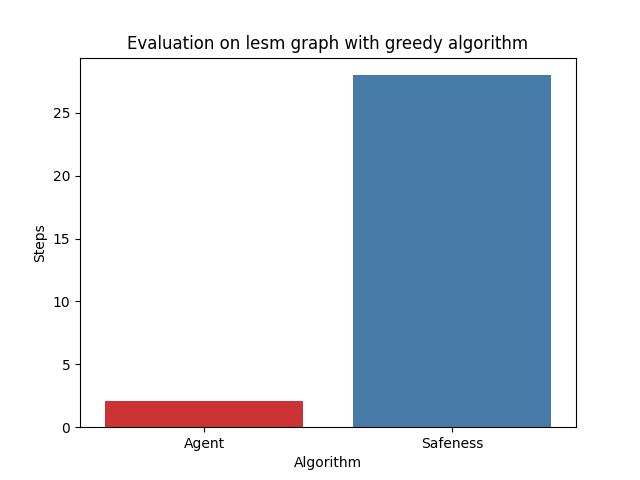 Evaluation on lesm graph with greedy algorithm
25
20
15
10
5
0
Steps
Agent
Safeness
Algorithm